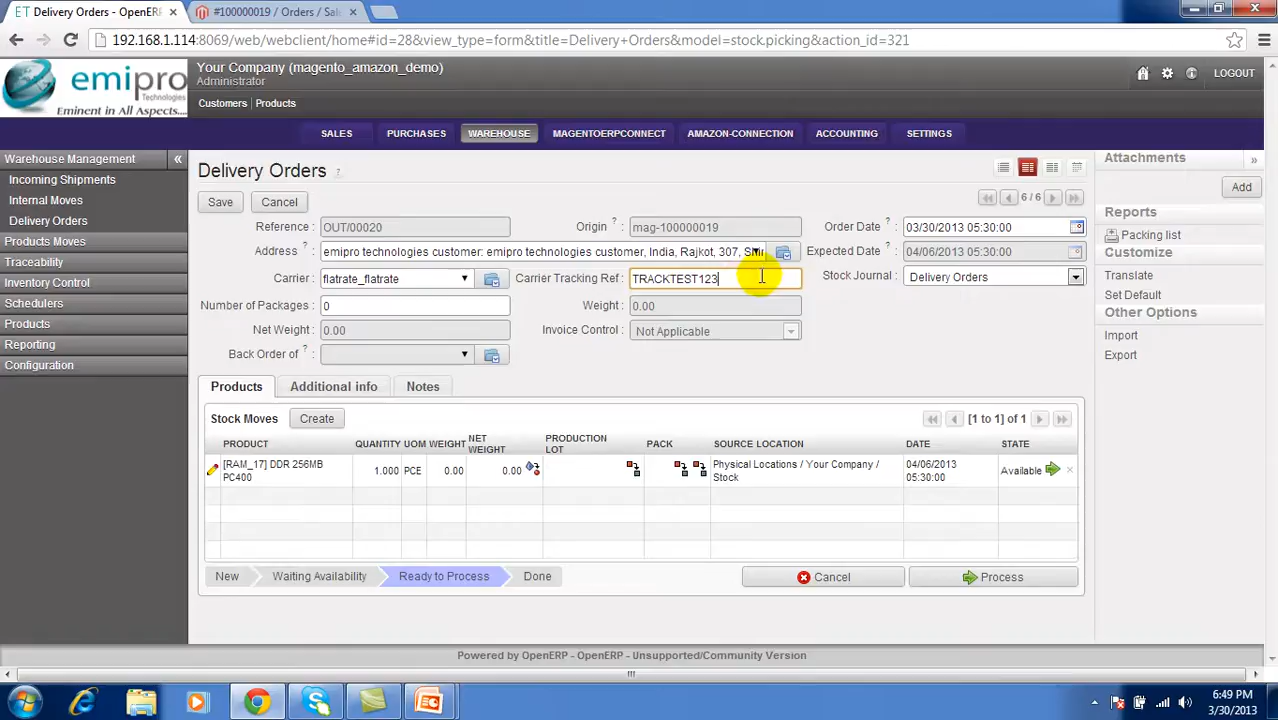 ET Delivery Orders - OpenERP
#100000019 / Orders / Sal
192.168.1.114:8069/web/webclient/home#id=28&view_type=form&title=Delivery+Orders&model=stock.picking&action_id=321
emipro
Technologies
Eminent in All Aspects....
Your Company (magento_amazon_demo)
Administrator
LOGOUT
Customers | Products
SALES PURCHASES WAREHOUSE MAGENTOERPCONNECT AMAZON-CONNECTION ACCOUNTING SETTINGS
Warehouse Management «
Incoming Shipments
Internal Moves
Delivery Orders
Products Moves
Traceability
Inventory Control
Schedulers
Products
Reporting
Configuration
Delivery Orders ?
Save Cancel
6 / 6
Reference : OUT/00020 Origin ? : mag-100000019 Order Date ? : 03/30/2013 05:30:00
Address ? : emipro technologies customer: emipro technologies customer, India, Rajkot, 307, Expected Date ? : 04/06/2013 05:30:00
Carrier : flatrate_flatrate Carrier Tracking Ref : TRACKTEST123 Stock Journal : Delivery Orders
Number of Packages : 0 Weight : 0.00
Net Weight : 0.00 Invoice Control : Not Applicable
Back Order of ? :
Products Additional info Notes
Stock Moves Create [1 to 1] of 1
PRODUCT QUANTITY UOM WEIGHT NET WEIGHT PRODUCTION LOT PACK SOURCE LOCATION DATE STATE
[RAM_17] DDR 256MB PC400 1.000 PCE 0.00 0.00 Physical Locations / Your Company / Stock 04/06/2013 05:30:00 Available
New Waiting Availability Ready to Process Done Cancel Process
Attachments »
Add
Reports
Packing list
Customize
Translate
Set Default
Other Options
Import
Export
Powered by OpenERP - OpenERP - Unsupported/Community Version
6:49 PM
3/30/2013